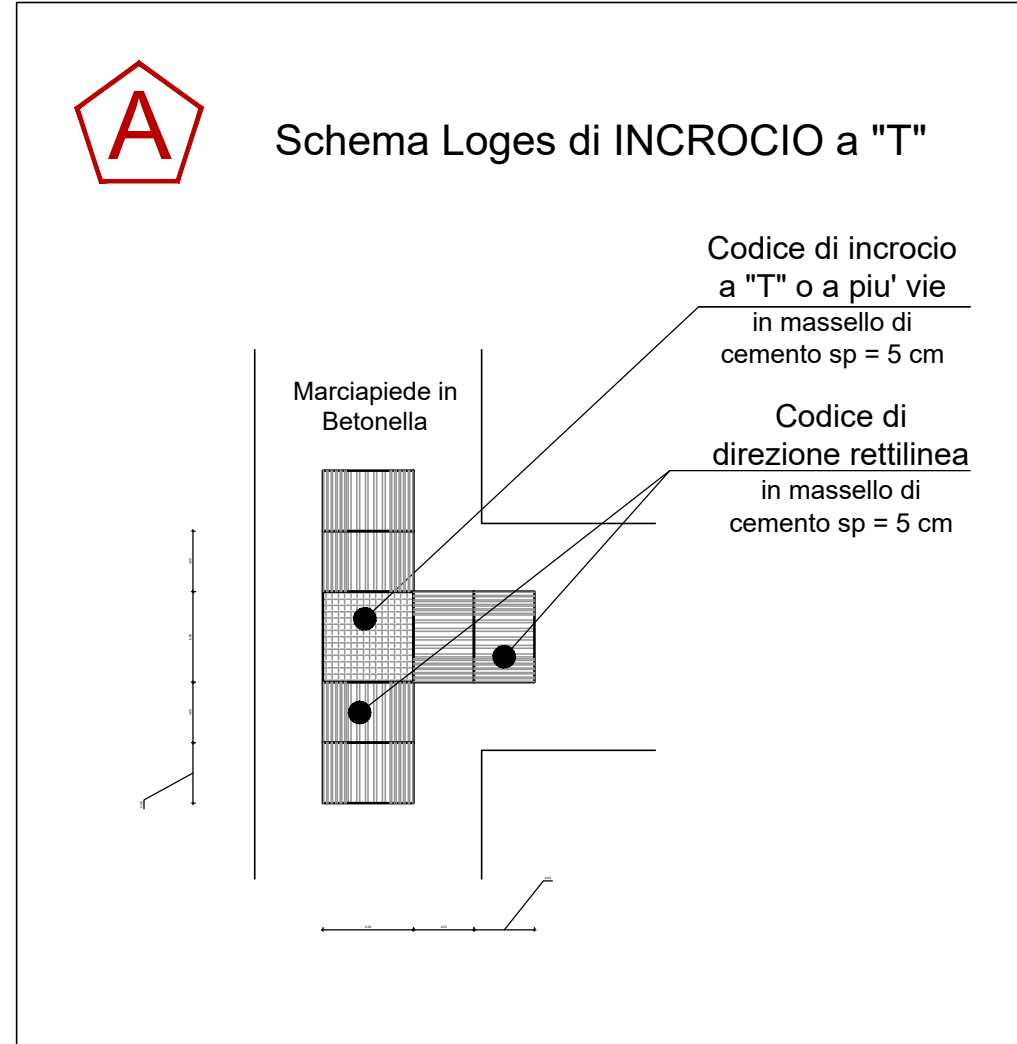 A
Schema Loges di INCROCIO a "T"
Codice di incrocio
a "T" o a piu' vie
in massello di
cemento sp = 5 cm
Marciapiede in
Betonella
Codice di
direzione rettilinea
in massello di
cemento sp = 5 cm